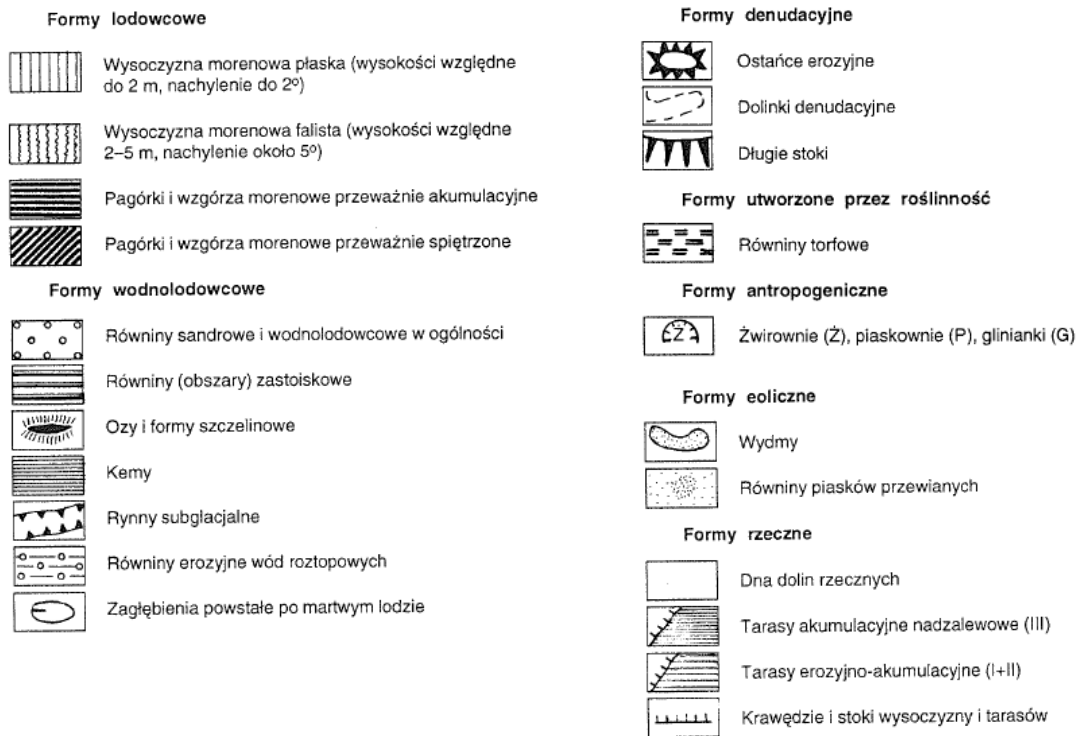 Formy lodowcowe
Wysoczyzna morenowa płaska (wysokości względne
do 2 m, nachylenie do 2º)
Wysoczyzna morenowa falista (wysokości względne
2–5 m, nachylenie około 5º)
Pagórki i wzgórza morenowe przeważnie akumulacyjne
Pagórki i wzgórza morenowe przeważnie spiętrzone
Formy wodnolodowcowe
Równiny sandrowe i wodnolodowcowe w ogólności
Równiny (obszary) zastoiskowe
Ozy i formy szczelinowe
Kemy
Rynny subglacjalne
Równiny erozyjne wód roztopowych
Zagłębienia powstałe po martwym lodzie
Formy denudacyjne
Ostańce erozyjne
Dolinki denudacyjne
Długie stoki
Formy utworzone przez roślinność
Równiny torfowe
Formy antropogeniczne
Ż
Żwirownie (Ż), piaskownie (P), glinianki (G)
Formy eoliczne
Wydmy
Równiny piasków przewianych
Formy rzeczne
Dna dolin rzecznych
Tarasy akumulacyjne nadzalewowe (III)
Tarasy erozyjno-akumulacyjne (I+II)
Krawędzie i stoki wysoczyzny i tarasów